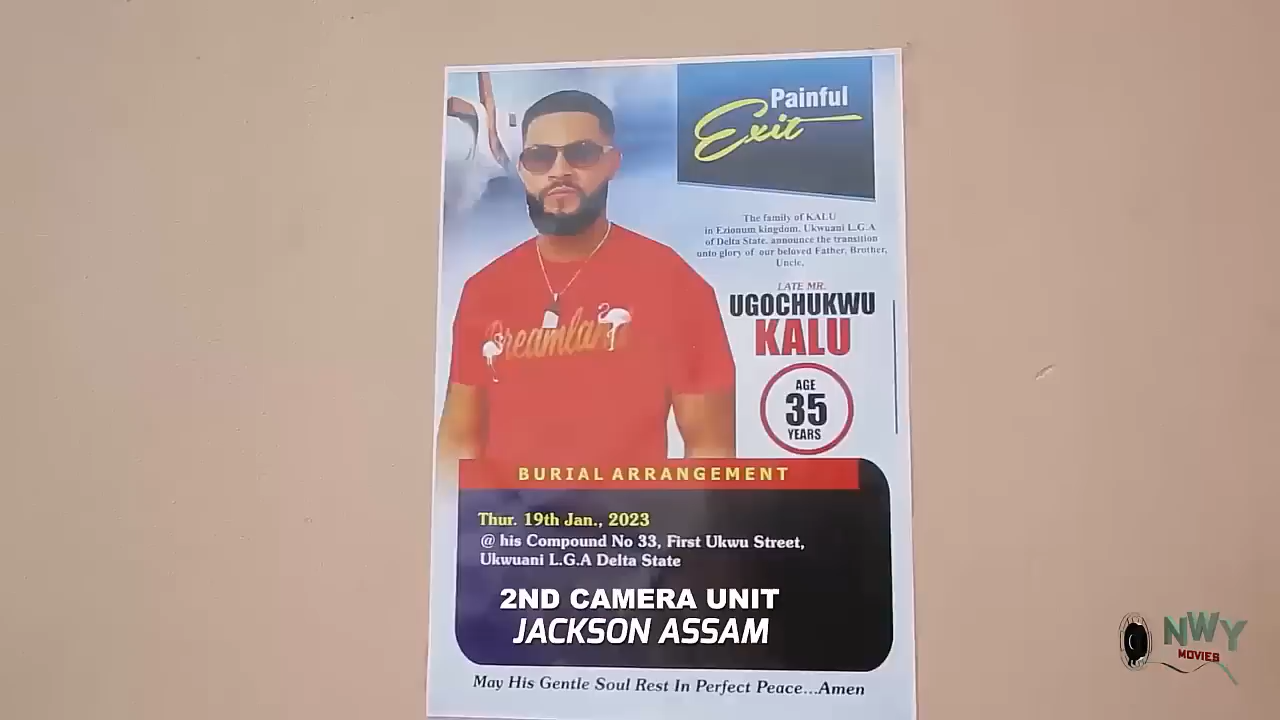 Painful
Exit
The family of KALU
in Ezionum kingdom, Ukwuani L.G.A
of Delta State, announce the transition
unto glory of our beloved Father, Brother,
Uncle,
LATE MR.
UGOCHUKWU
KALU
AGE
35
YEARS
Dreamland
BURIAL ARRANGEMENT
Thur. 19th Jan., 2023
@ his Compound No 33, First Ukwu Street,
Ukwuani L.G.A Delta State
2ND CAMERA UNIT
JACKSON ASSAM
May His Gentle Soul Rest In Perfect Peace...Amen
NWY
MOVIES